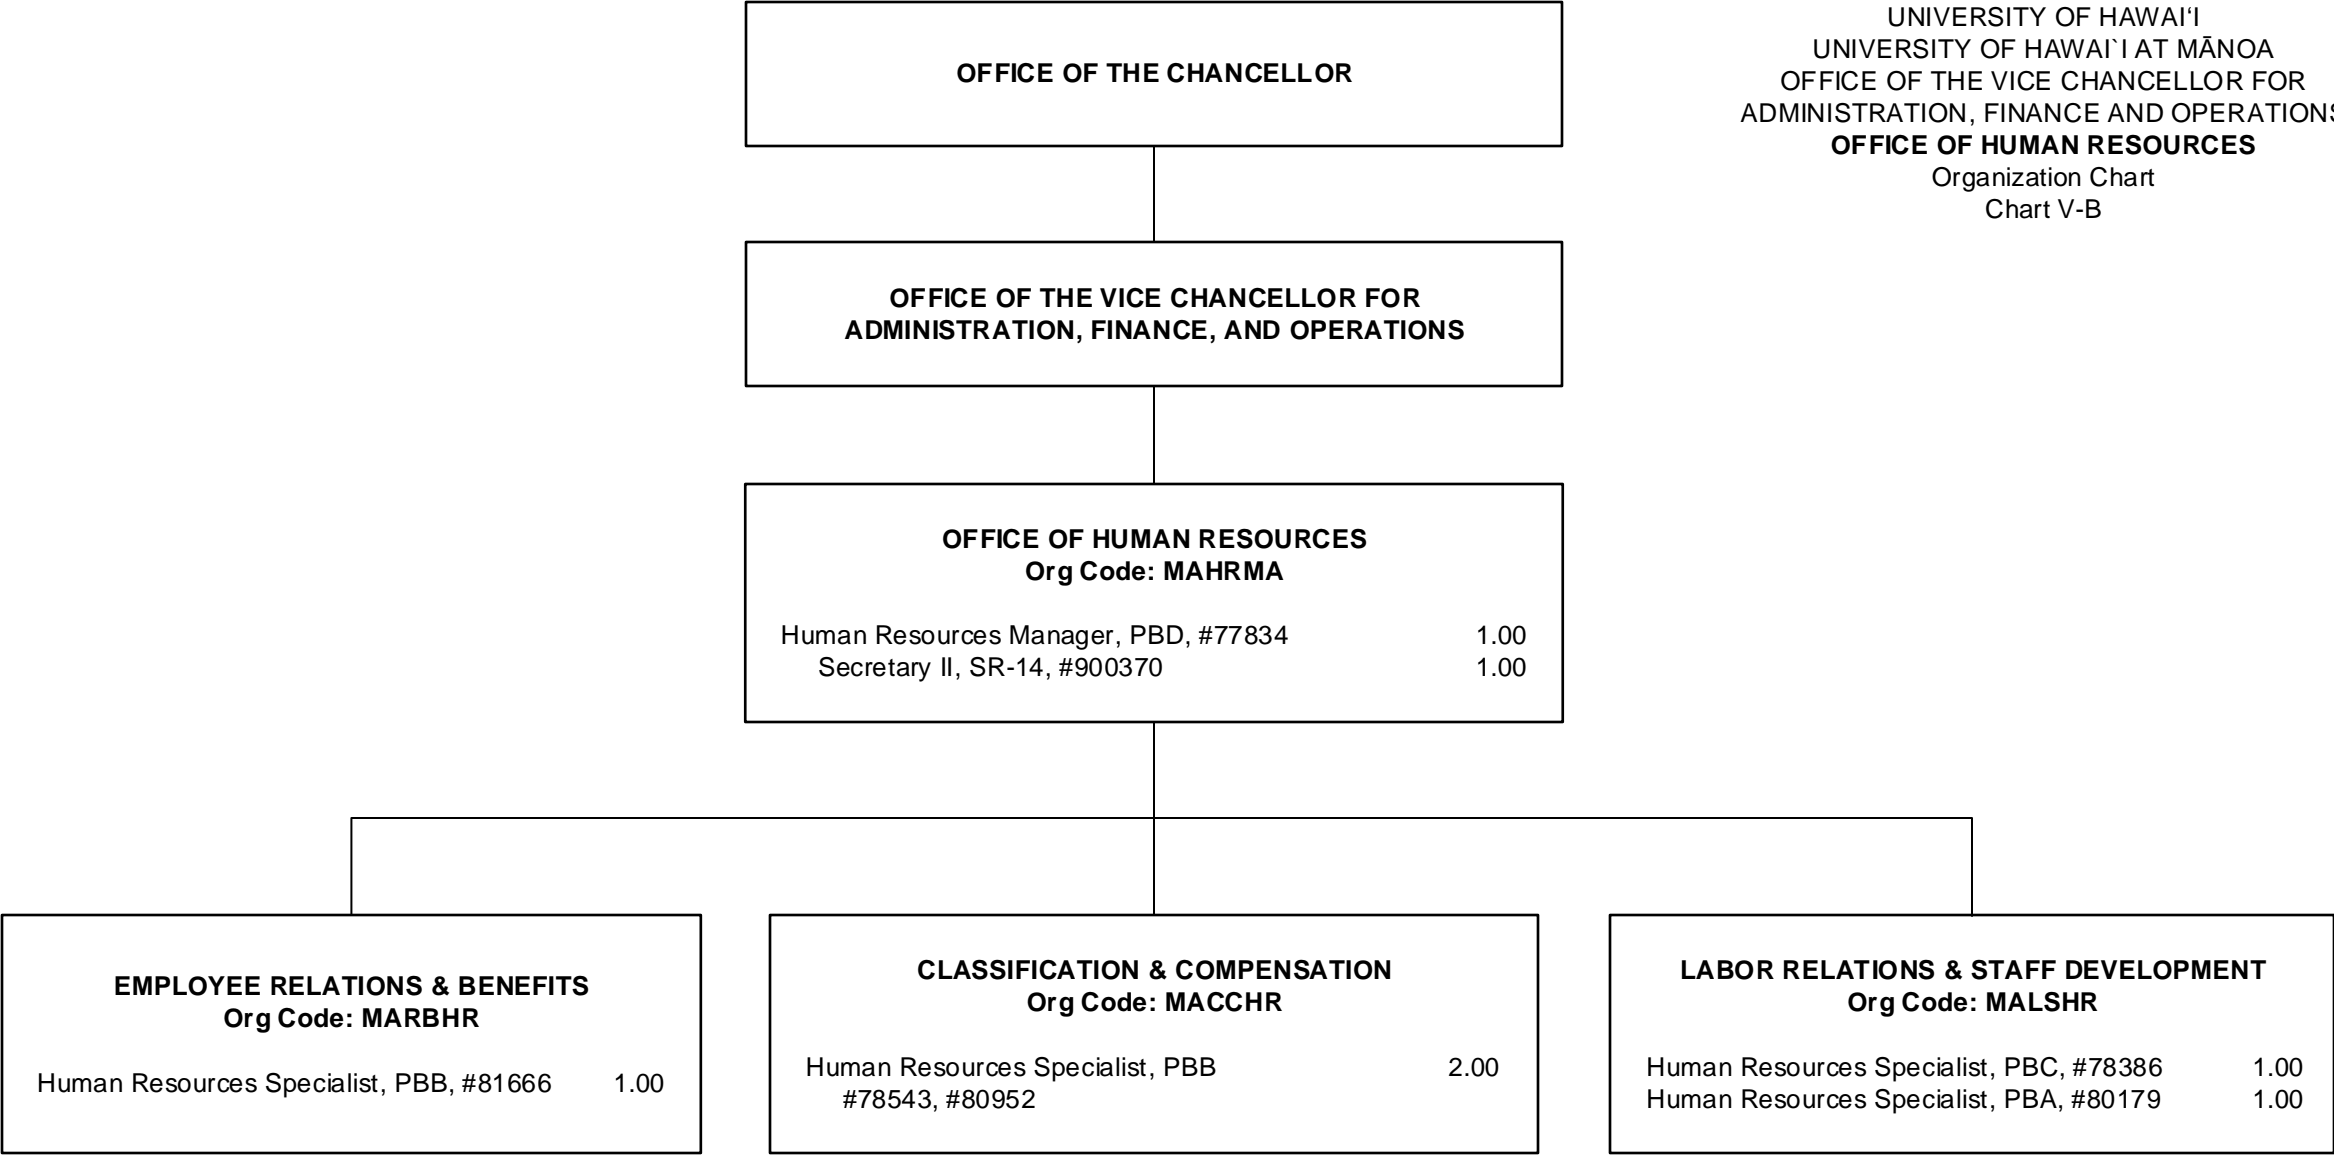 UNIVERSITY OF HAWAI‘I
UNIVERSITY OF HAWAI`I AT MĀNOA
OFFICE OF THE VICE CHANCELLOR FOR
ADMINISTRATION, FINANCE AND OPERATIONS
OFFICE OF HUMAN RESOURCES
Organization Chart
Chart V-B
OFFICE OF THE CHANCELLOR
OFFICE OF THE VICE CHANCELLOR FOR
ADMINISTRATION, FINANCE, AND OPERATIONS
OFFICE OF HUMAN RESOURCES
Org Code: MAHRMA
Human Resources Manager, PBD, #77834 1.00
Secretary II, SR-14, #900370 1.00
EMPLOYEE RELATIONS & BENEFITS
Org Code: MARBHR
Human Resources Specialist, PBB, #81666 1.00
CLASSIFICATION & COMPENSATION
Org Code: MACCHR
Human Resources Specialist, PBB 2.00
#78543, #80952
LABOR RELATIONS & STAFF DEVELOPMENT
Org Code: MALSHR
Human Resources Specialist, PBC, #78386 1.00
Human Resources Specialist, PBA, #80179 1.00